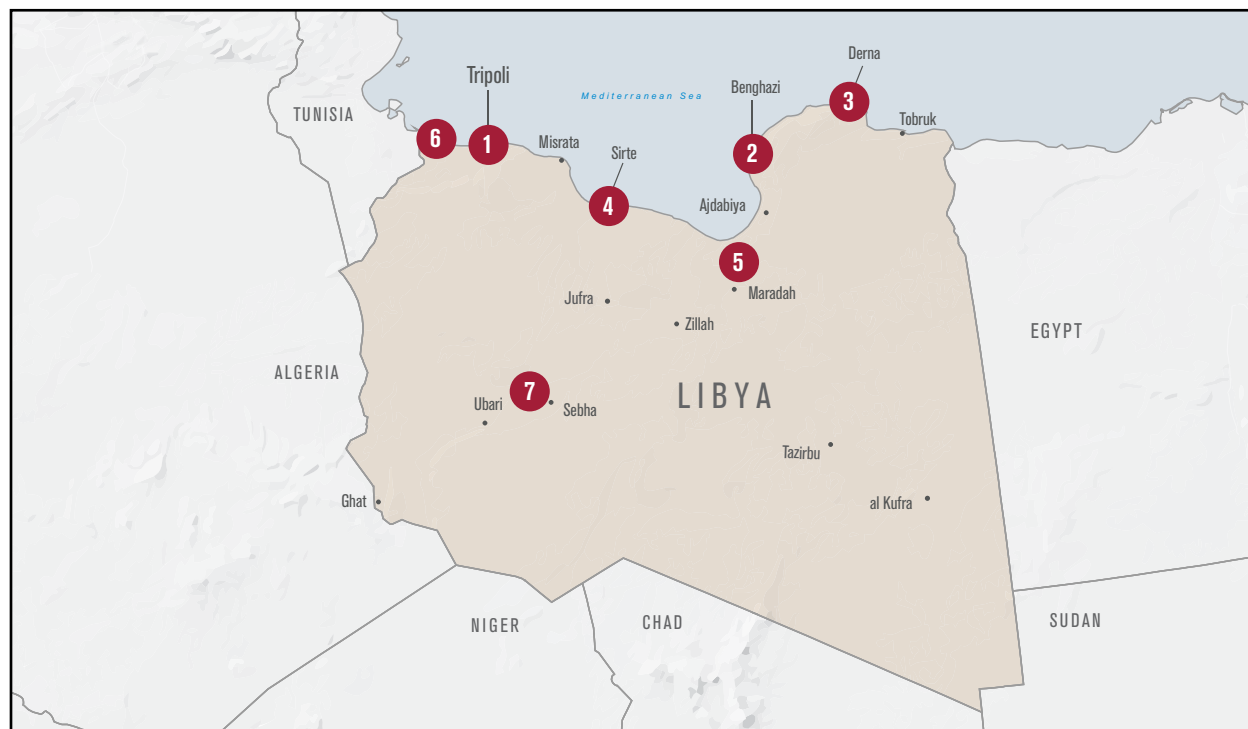 Derna
Tripoli
Benghazi
Mediterranean Sea
3
TUNISIA
Tobruk
6
1
Misrata
2
Sirte
4
Ajdabiya
5
Maradah
Jufra
Zillah
EGYPT
ALGERIA
7
LIBYA
Ubari
Sebha
Tazirbu
Ghat
al Kufra
NIGER
CHAD
SUDAN